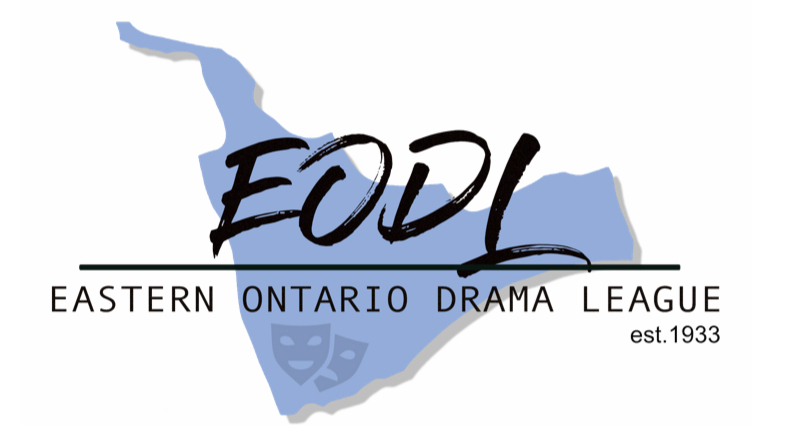 EODL
EASTERN ONTARIO DRAMA LEAGUE
est.1933